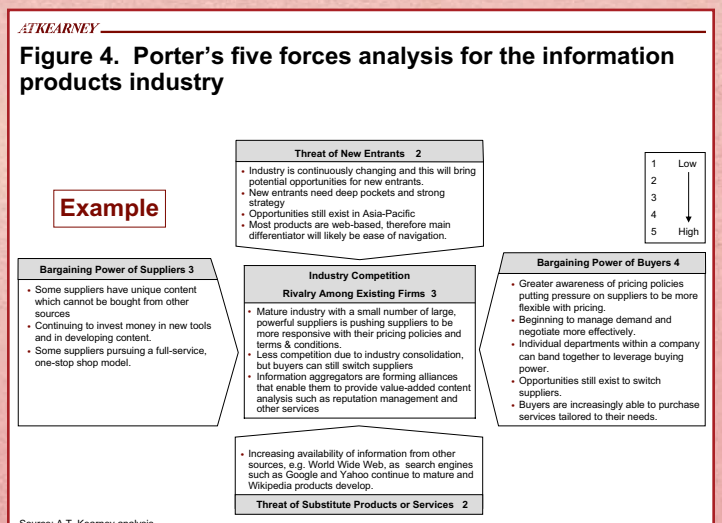 ATKEARNEY
Figure 4. Porter's five forces analysis for the information
products industry
Threat of New Entrants 2
• Industry is continuously changing and this will bring
potential opportunities for new entrants.
• New entrants need deep pockets and strong
strategy
• Opportunities still exist in Asia-Pacific
• Most products are web-based, therefore main
differentiator will likely be ease of navigation.
1 Low
2
3
4
5 High
Example
Bargaining Power of Suppliers 3
• Some suppliers have unique content
which cannot be bought from other
sources
• Continuing to invest money in new tools
and in developing content.
• Some suppliers pursuing a full-service,
one-stop shop model.
Industry Competition
Rivalry Among Existing Firms 3
• Mature industry with a small number of large,
powerful suppliers is pushing suppliers to be
more responsive with their pricing policies and
terms & conditions.
• Less competition due to industry consolidation,
but buyers can still switch suppliers
• Information aggregators are forming alliances
that enable them to provide value-added content
analysis such as reputation management and
other services
Bargaining Power of Buyers 4
• Greater awareness of pricing policies
putting pressure on suppliers to be more
flexible with pricing.
• Beginning to manage demand and
negotiate more effectively.
• Individual departments within a company
can band together to leverage buying
power.
• Opportunities still exist to switch
suppliers.
• Buyers are increasingly able to purchase
services tailored to their needs.
• Increasing availability of information from other
sources, e.g. World Wide Web, as search engines
such as Google and Yahoo continue to mature and
Wikipedia products develop.
Threat of Substitute Products or Services 2
Source: A.T. Kearney analysis